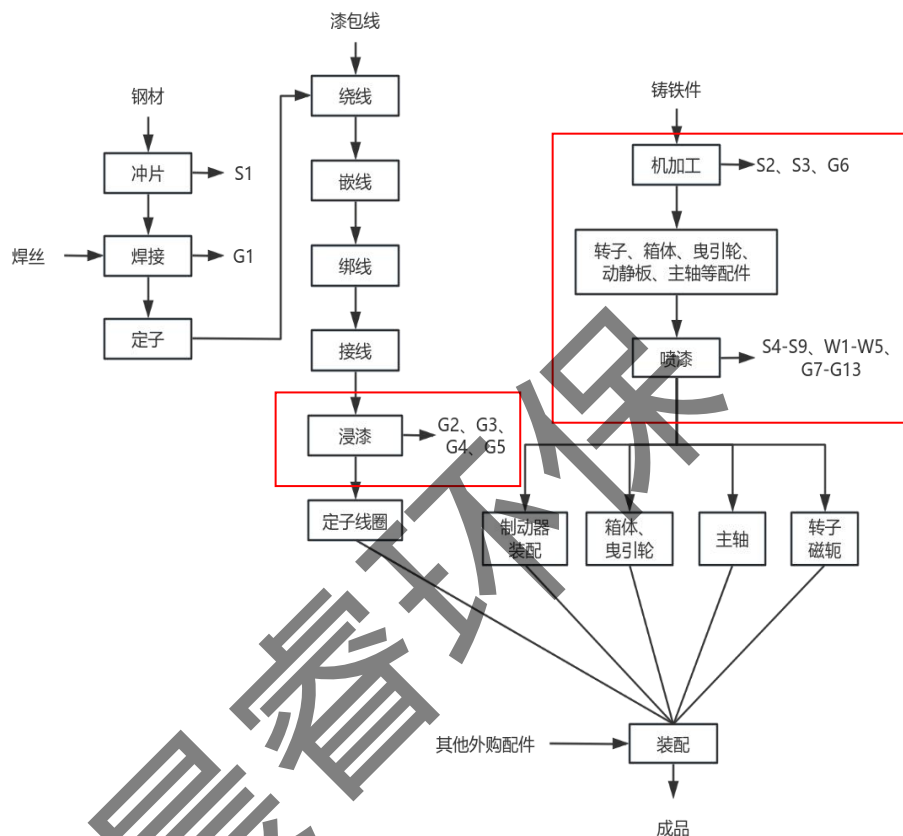 漆包线
绕线
嵌线
绑线
接线
浸漆
G2、G3、
G4、G5
定子线圈
钢材
冲片
S1
焊丝
焊接
G1
定子
铸铁件
机加工
S2、S3、G6
转子、箱体、曳引轮、
动静板、主轴等配件
喷漆
S4-S9、W1-W5、
G7-G13
制动器
装配
箱体、
曳引轮
主轴
转子
磁轭
其他外购配件
装配
成品
晨睿环保